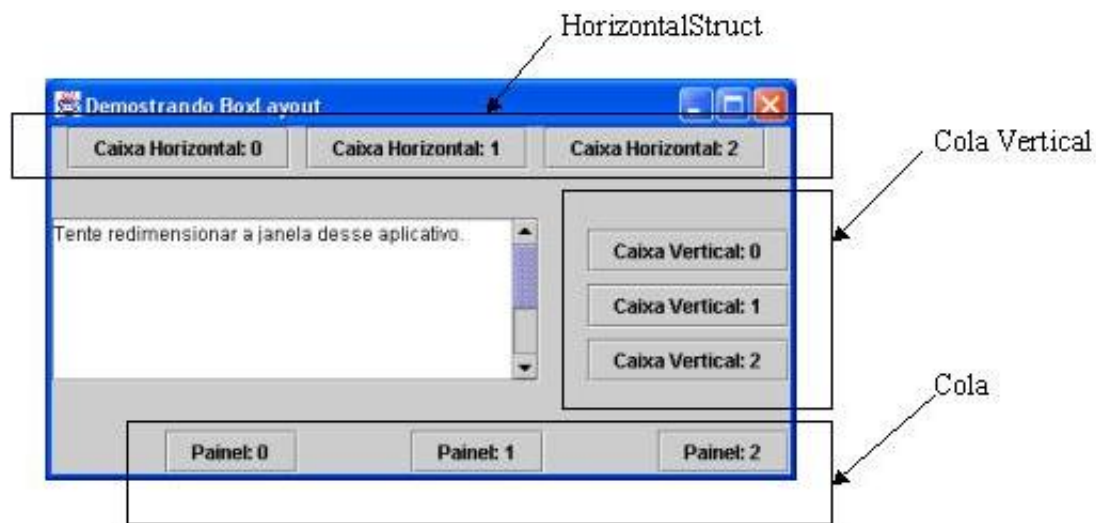 HorizontalStruct
Demostrando BoxLayout
Caixa Horizontal: 0 Caixa Horizontal: 1 Caixa Horizontal: 2
Cola Vertical
Tente redimensionar a janela desse aplicativo.
Caixa Vertical: 0
Caixa Vertical: 1
Caixa Vertical: 2
Cola
Painel: 0 Painel: 1 Painel: 2